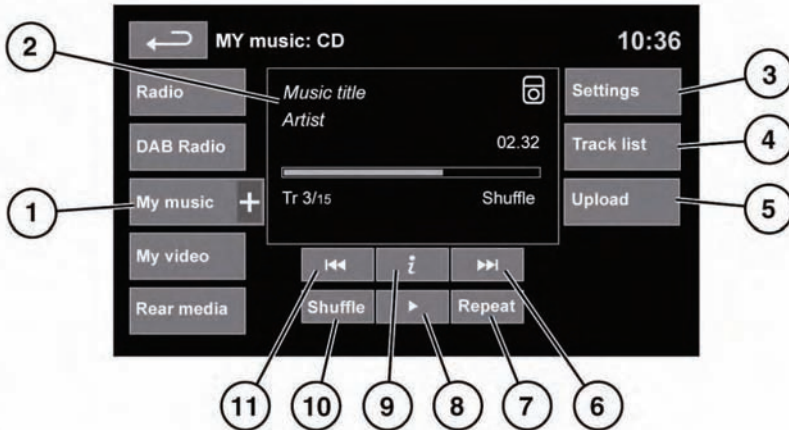 MY music: CD
10:36
Radio
DAB Radio
My music +
My video
Rear media
Music title
Artist
02.32
Tr 3/15
Shuffle
Settings
Track list
Upload
i
Shuffle
Repeat
1
2
3
4
5
6
7
8
9
10
11